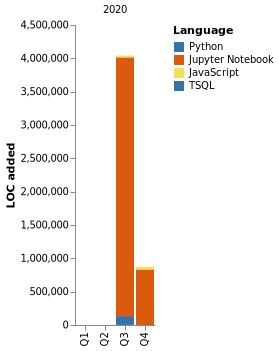 2020
Language
Python
Jupyter Notebook
JavaScript
TSQL
LOC added
4,500,000
4,000,000
3,500,000
3,000,000
2,500,000
2,000,000
1,500,000
1,000,000
500,000
0
Q1
Q2
Q3
Q4